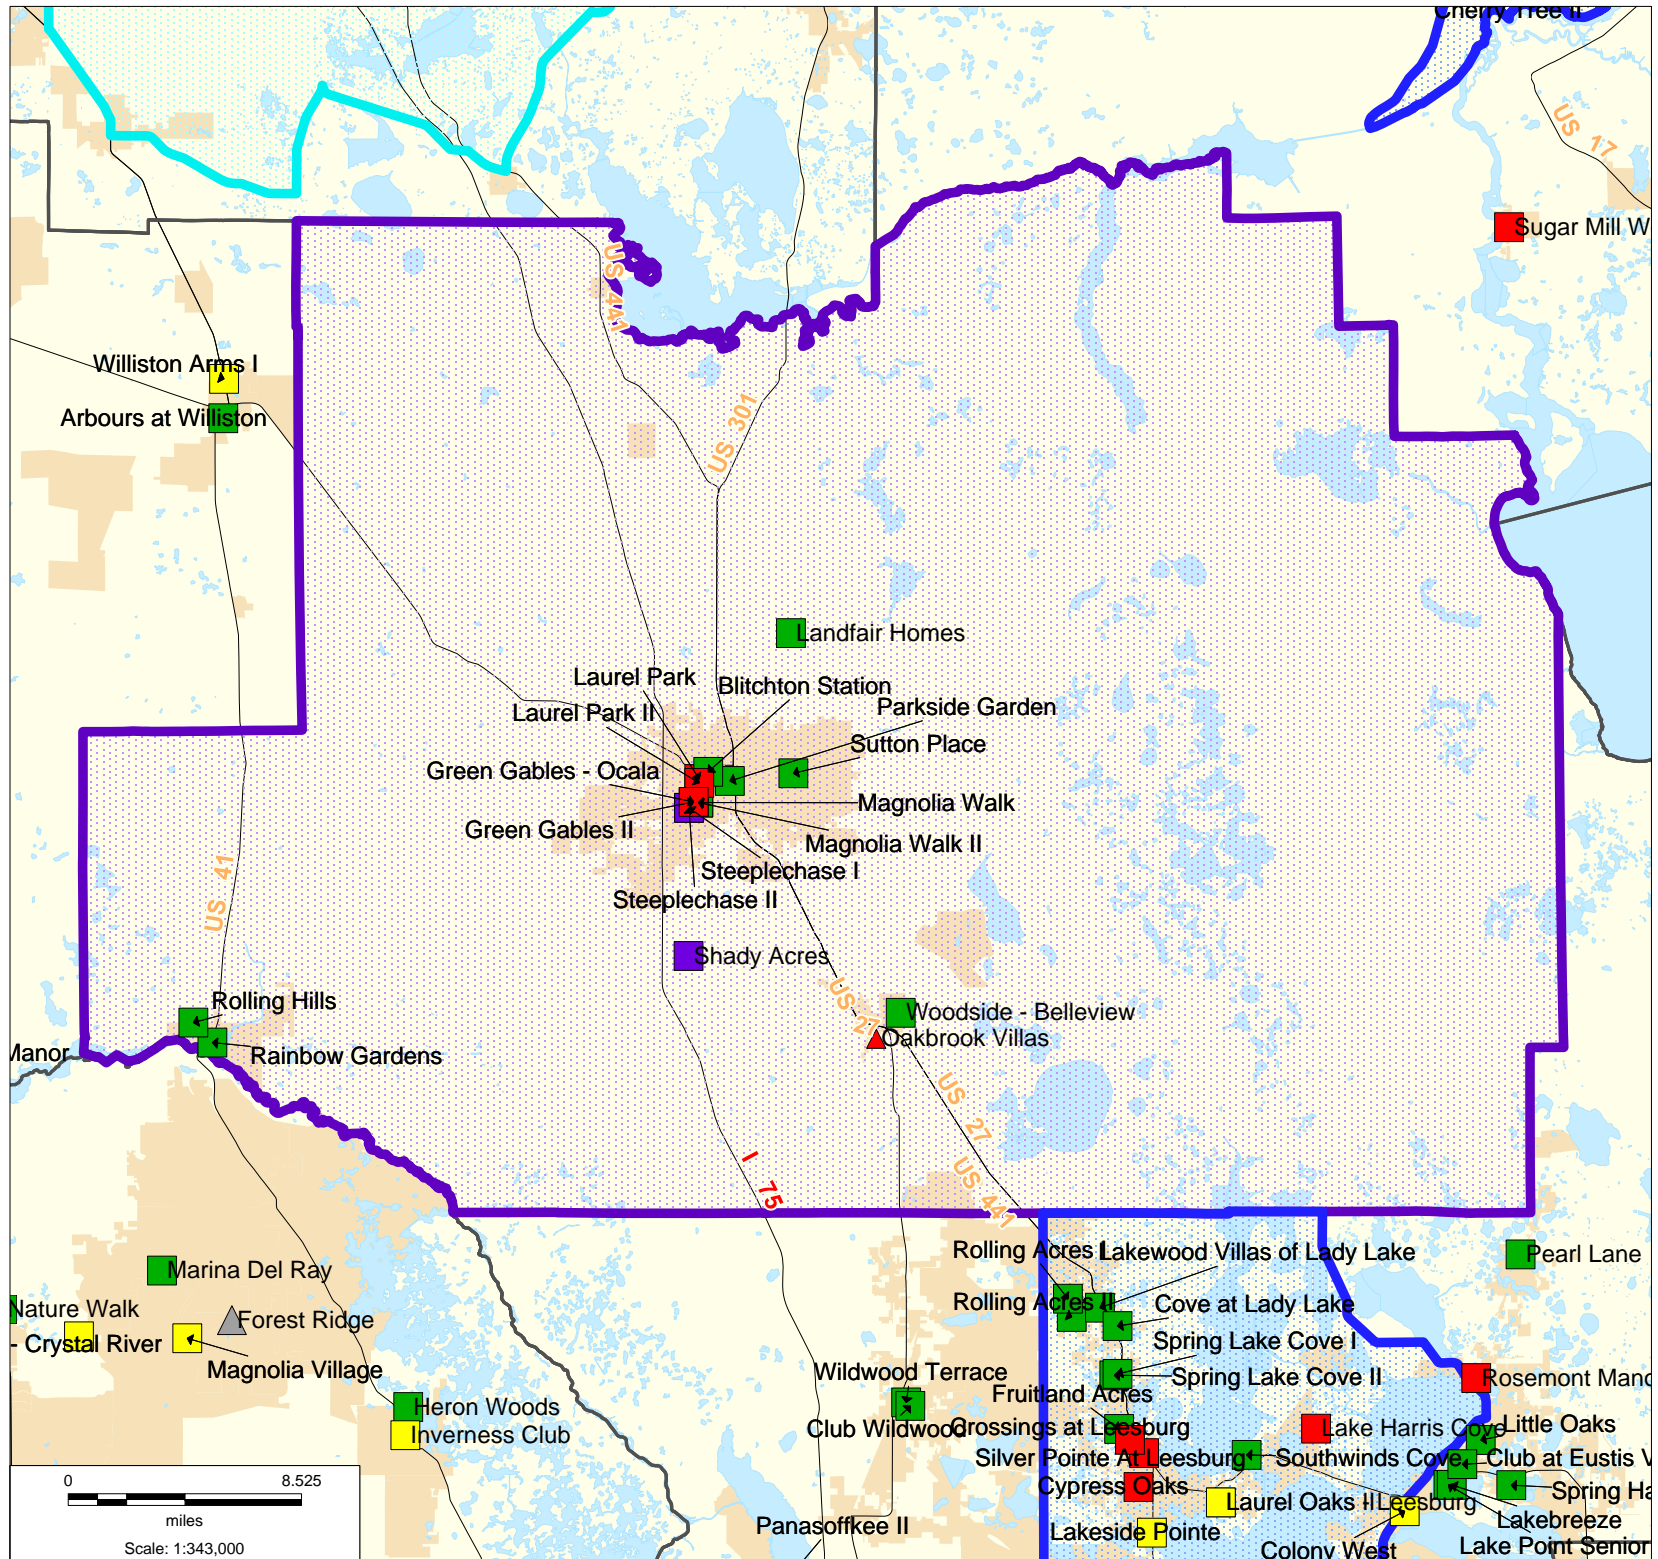 Cherry Tree II
US 17
Sugar Mill W
US 441
Williston Arms I
Arbours at Williston
US 301
Landfair Homes
Laurel Park
Blitchton Station
Laurel Park II
Parkside Garden
Sutton Place
Green Gables - Ocala
Magnolia Walk
Green Gables II
Magnolia Walk II
Steeplechase I
Steeplechase II
US 41
Shady Acres
US 27
Rolling Hills
Woodside - Belleview
Oakbrook Villas
Manor
Rainbow Gardens
US 27
I 75
US 441
Rolling Acres I
Lakewood Villas of Lady Lake
Pearl Lane
Marina Del Ray
Rolling Acres II
Cove at Lady Lake
Nature Walk
Forest Ridge
- Crystal River
Spring Lake Cove I
Magnolia Village
Wildwood Terrace
Spring Lake Cove II
Rosemont Mano
Fruitland Acres
Heron Woods
Club Wildwood
Crossings at Leesburg
Lake Harris Cove
Little Oaks
Inverness Club
Silver Pointe At Leesburg
Southwinds Cove
Club at Eustis V
Cypress Oaks
Laurel Oaks II
- Leesburg
Spring Ha
Lakebreeze
Panasoffkee II
Lakeside Pointe
Colony West
Lake Point Senior
0 8.525
miles
Scale: 1:343,000